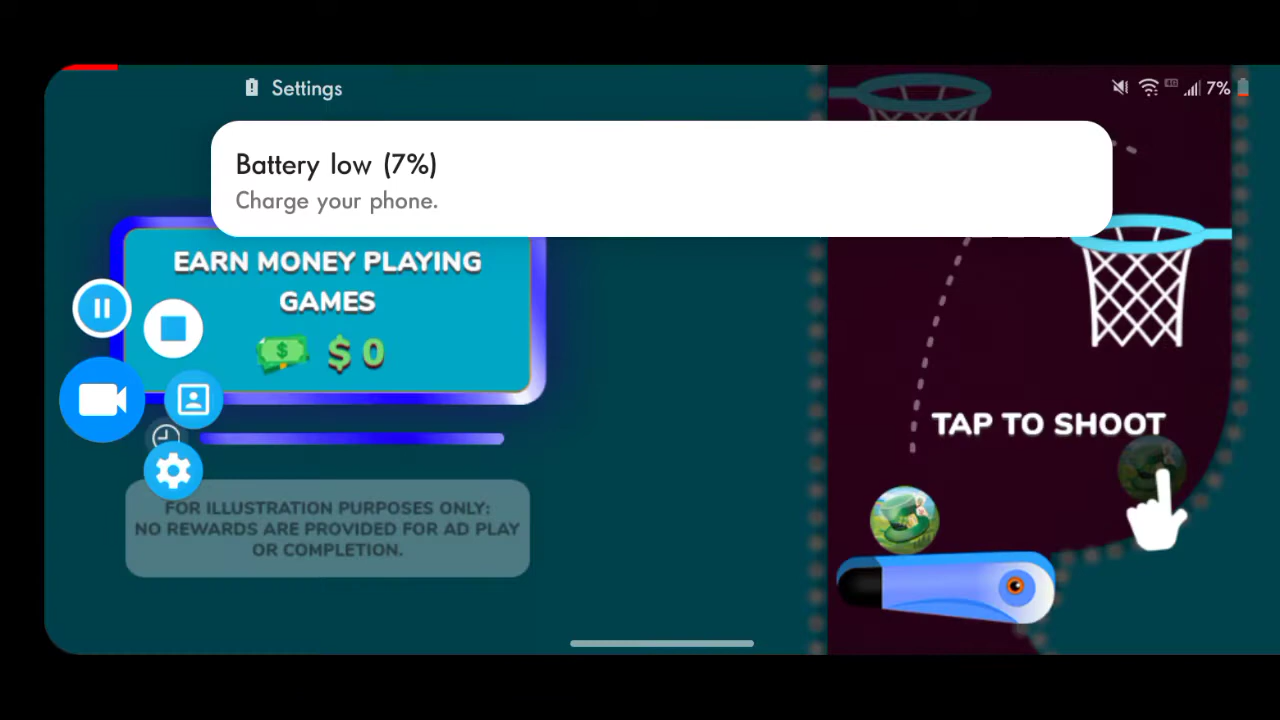 Settings
7%
Battery low (7%)
Charge your phone.
EARN MONEY PLAYING
GAMES
$ 0
TAP TO SHOOT
FOR ILLUSTRATION PURPOSES ONLY:
NO REWARDS ARE PROVIDED FOR AD PLAY
OR COMPLETION.